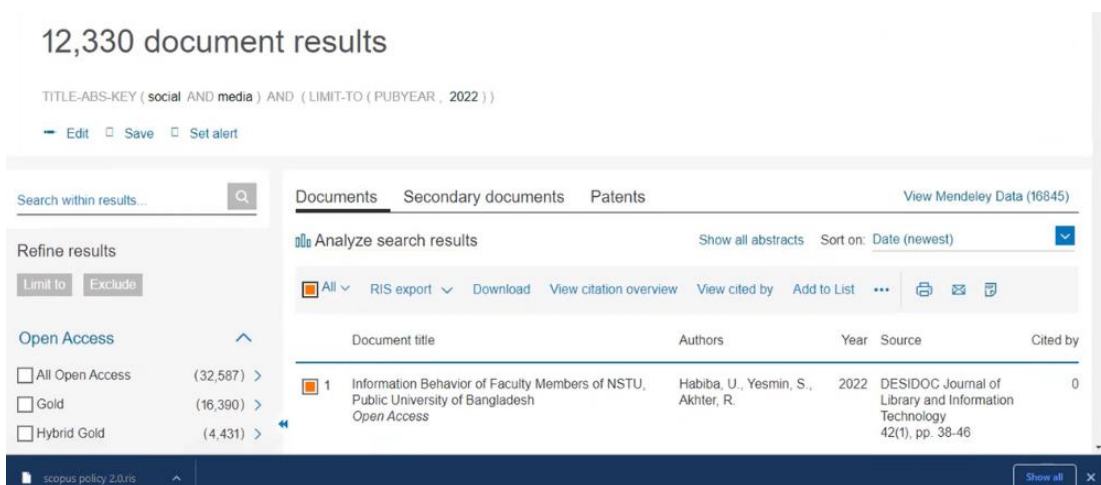 12,330 document results
TITLE-ABS-KEY ( social AND media ) AND ( LIMIT-TO ( PUBYEAR , 2022 ) )
Edit Save Set alert
Search within results...
Refine results
Limit to Exclude
Open Access
All Open Access (32,587)
Gold (16,390)
Hybrid Gold (4,431)
Documents Secondary documents Patents View Mendeley Data (16845)
Analyze search results Show all abstracts Sort on: Date (newest)
All RIS export Download View citation overview View cited by Add to List •••
Document title Authors Year Source Cited by
1 Information Behavior of Faculty Members of NSTU, Habiba, U., Yesmin, S., 2022 DESIDOC Journal of 0
Public University of Bangladesh Akhter, R. Library and Information
Open Access Technology
42(1), pp. 38-46
scopus policy 2.0.ris Show all